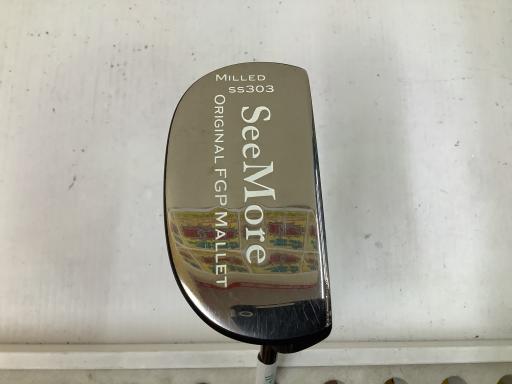 MILLED
SS303
SeeMore
ORIGINAL FGP MALLET